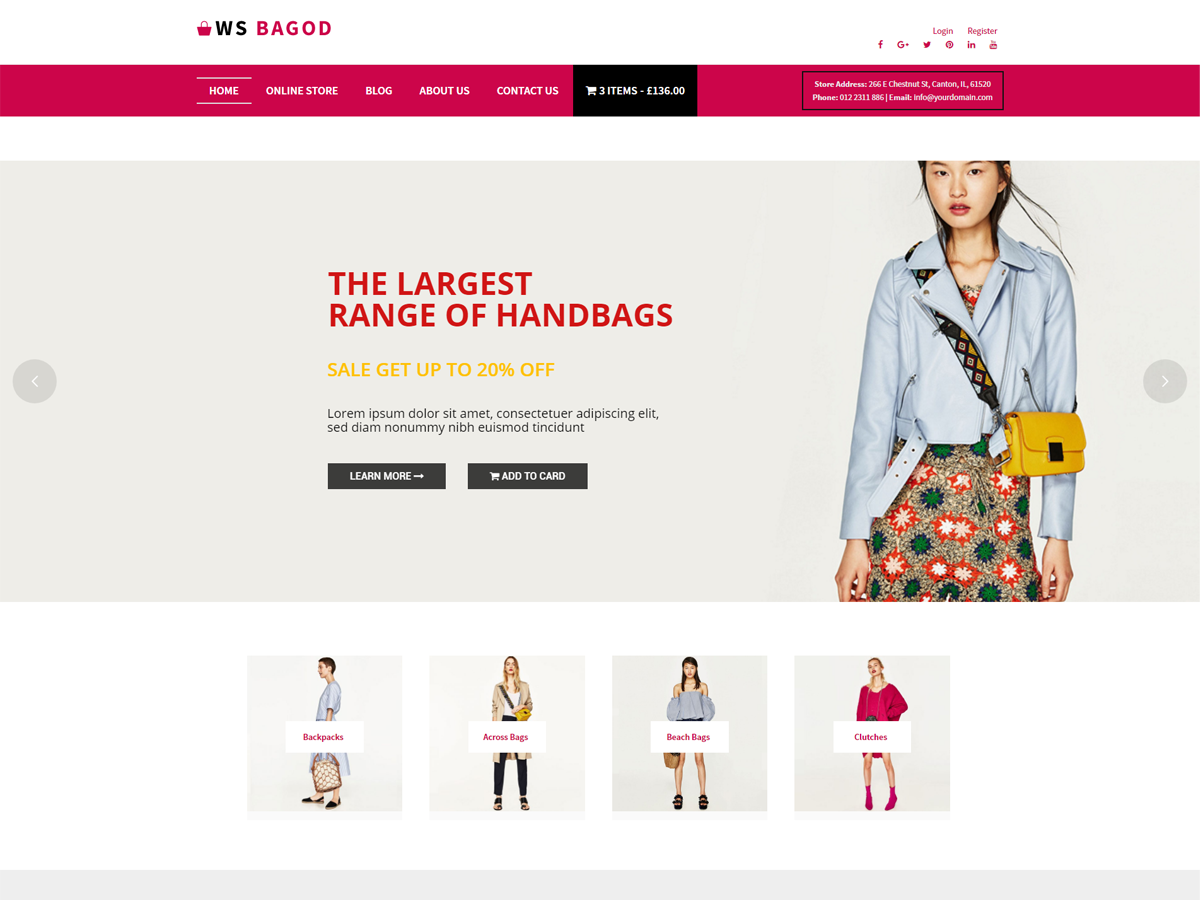 WS BAGOD
Login Register
HOME ONLINE STORE BLOG ABOUT US CONTACT US 3 ITEMS - £136.00
Store Address: 266 E Chestnut St, Canton, IL, 61520
Phone: 012 2311 886 | Email: info@yourdomain.com
THE LARGEST
RANGE OF HANDBAGS
SALE GET UP TO 20% OFF
Lorem ipsum dolor sit amet, consectetuer adipiscing elit,
sed diam nonummy nibh euismod tincidunt
LEARN MORE ADD TO CARD
Backpacks Across Bags Beach Bags Clutches